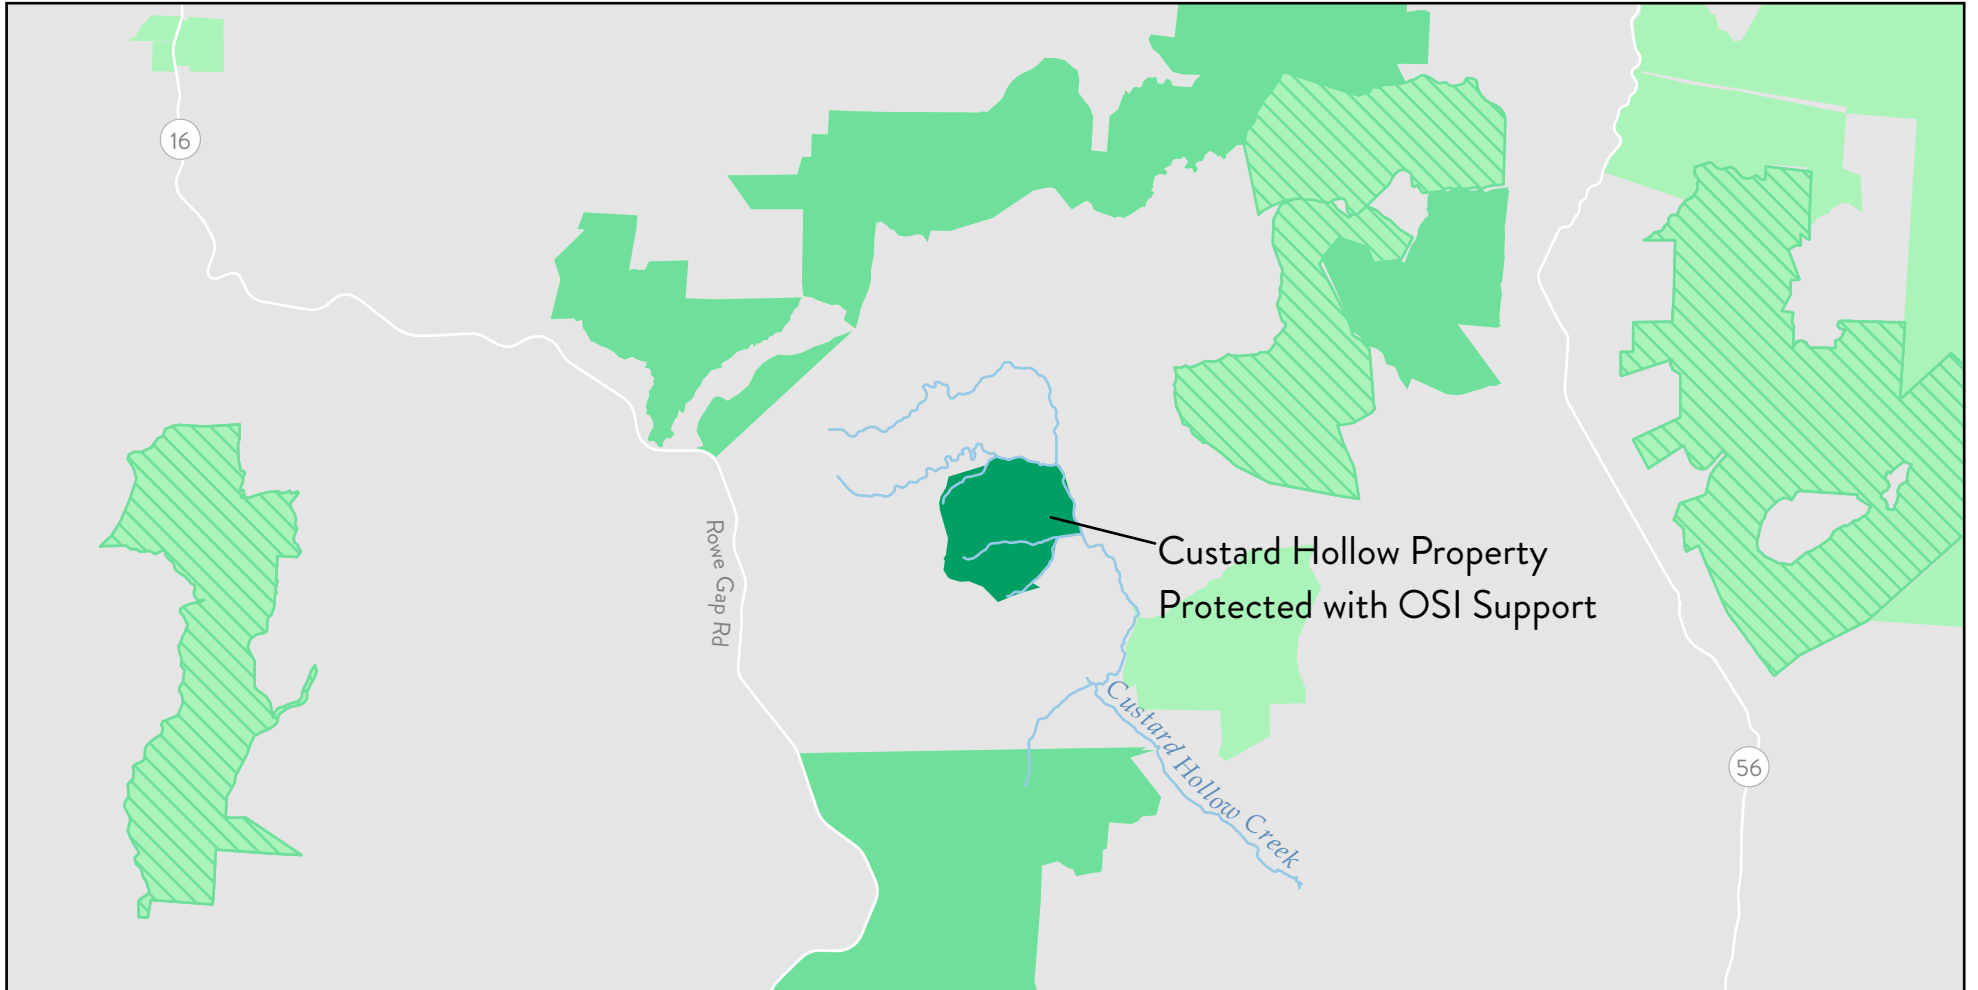 16
Rowe Gap Rd
Custard Hollow Property
Protected with OSI Support
Custard Hollow Creek
56